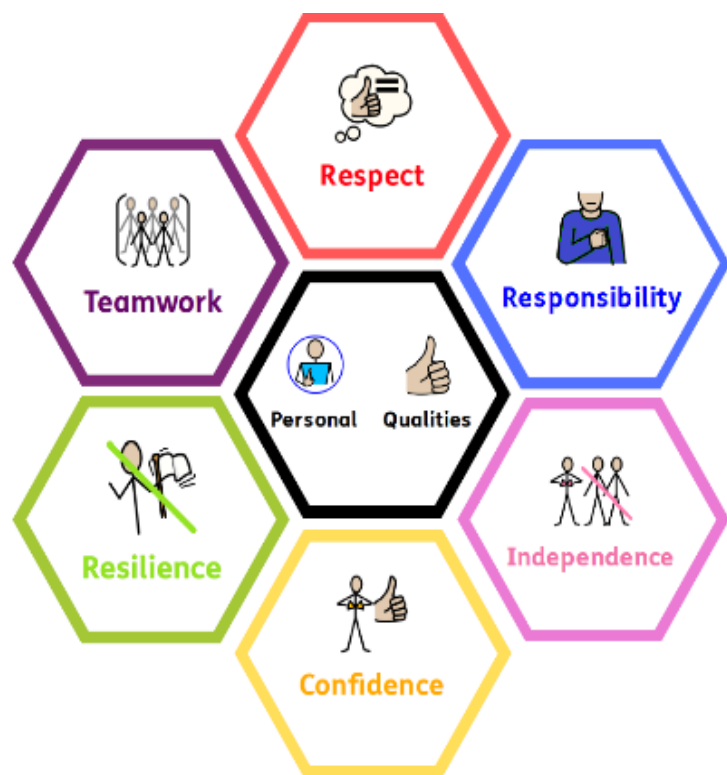 Respect
Teamwork
Responsibility
Personal Qualities
Resilience
Independence
Confidence